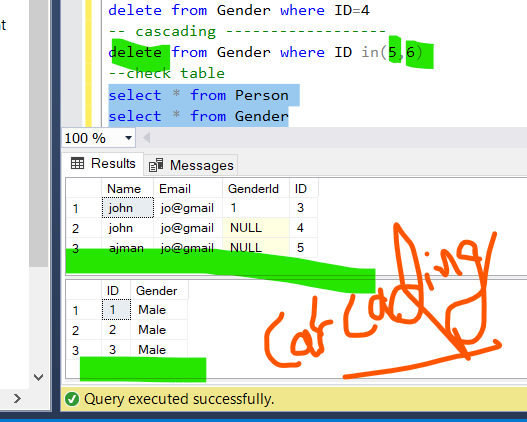 t
delete from Gender where ID=4
-- cascading ------------------
delete from Gender where ID in(5,6)
--check table
select * from Person
select * from Gender
100 %
Results Messages
Name Email GenderId ID
1 john jo@gmail 1 3
2 john jo@gmail NULL 4
3 ajman jo@gmail NULL 5
ID Gender
1 1 Male
2 2 Male
3 3 Male
Carcading
Query executed successfully.